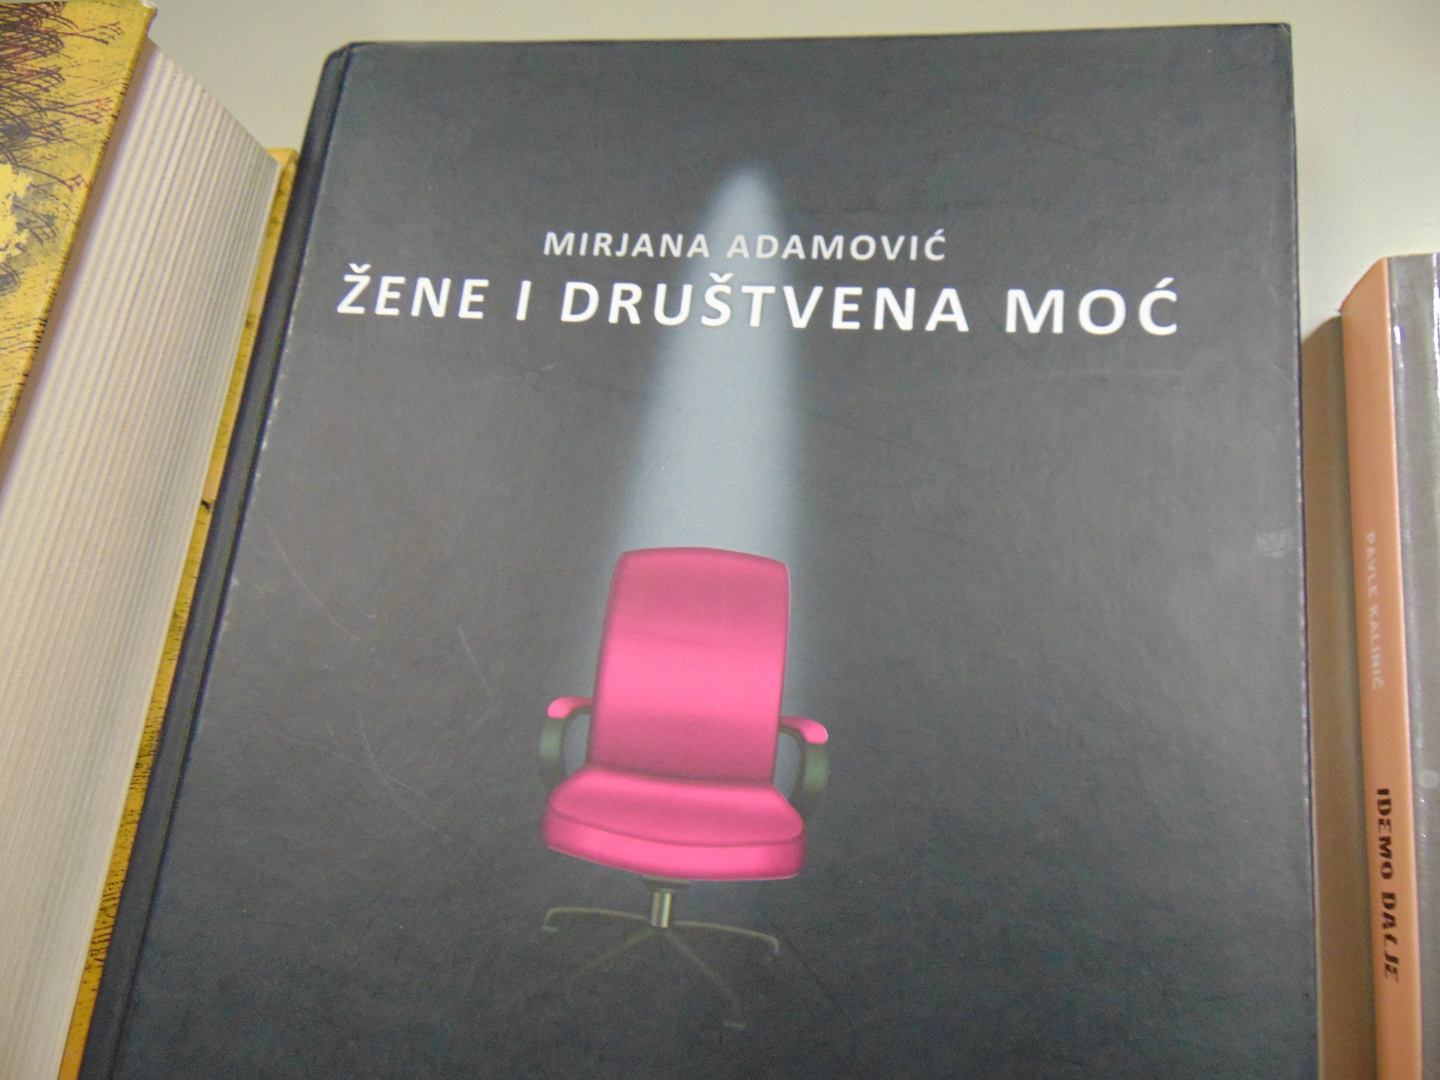 MIRJANA ADAMOVIĆ
ŽENE I DRUŠTVENA MOĆ
PAVLE KALINIĆ
IDEMO DALJE